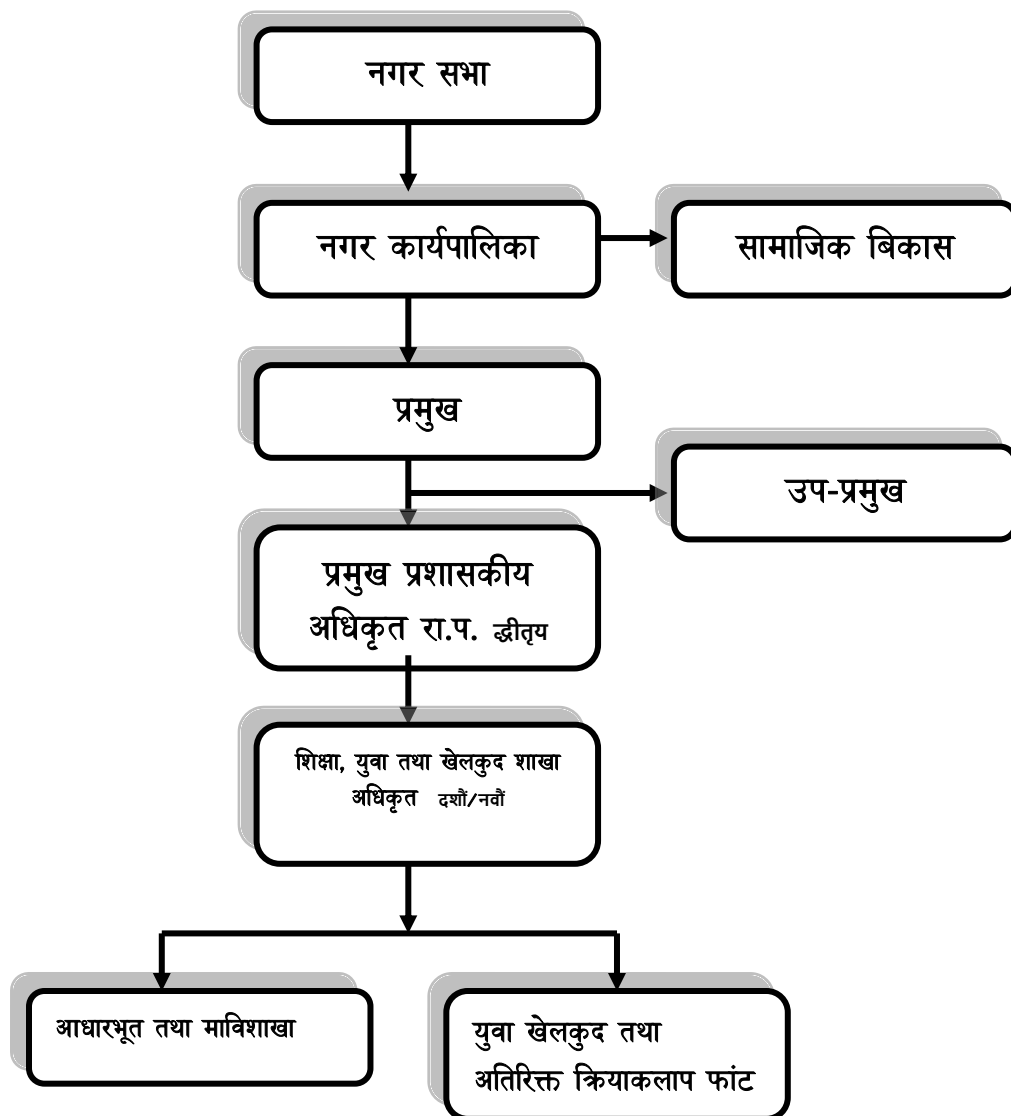 नगर सभा
नगर कार्यपालिका
सामाजिक बिकास
प्रमुख
उप-प्रमुख
प्रमुख प्रशासकीय
अधिकृत रा.प. द्धीतृय
शिक्षा, युवा तथा खेलकुद शाखा
अधिकृत दशौं/नवौं
आधारभूत तथा माविशाखा
युवा खेलकुद तथा
अतिरिक्त क्रियाकलाप फांट